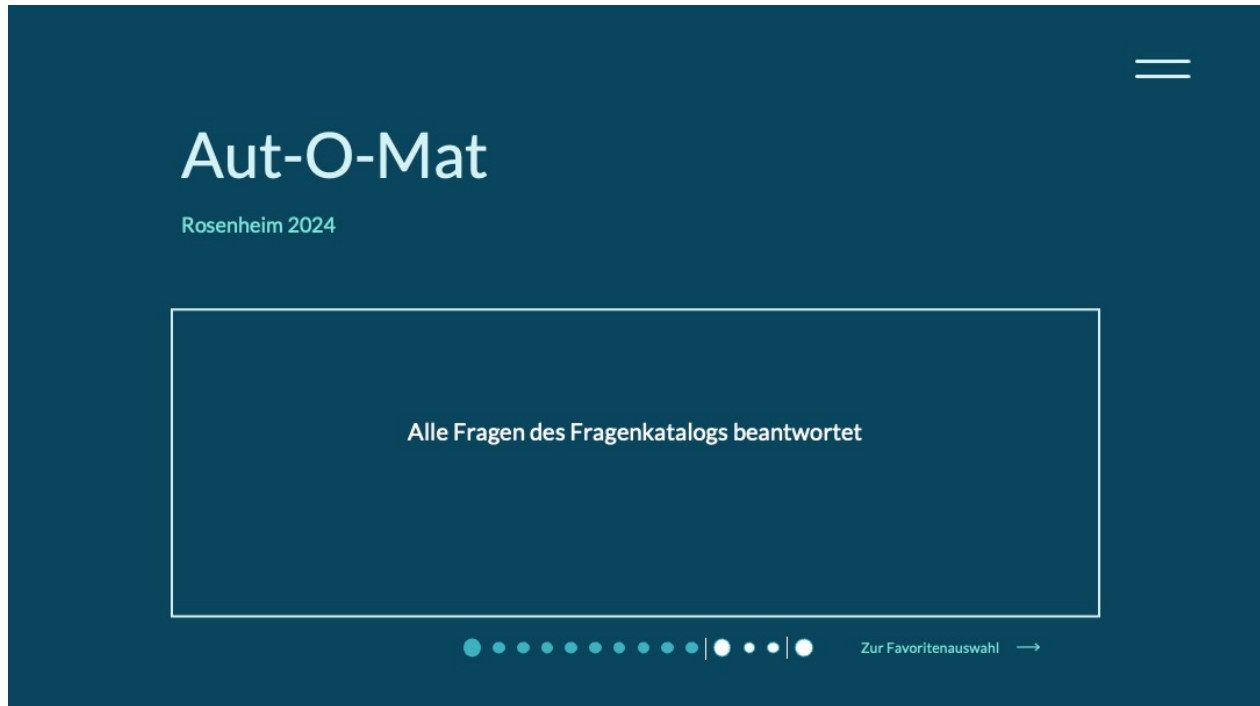 Aut-O-Mat
Rosenheim 2024
Alle Fragen des Fragenkatalogs beantwortet
Zur Favoritenauswahl